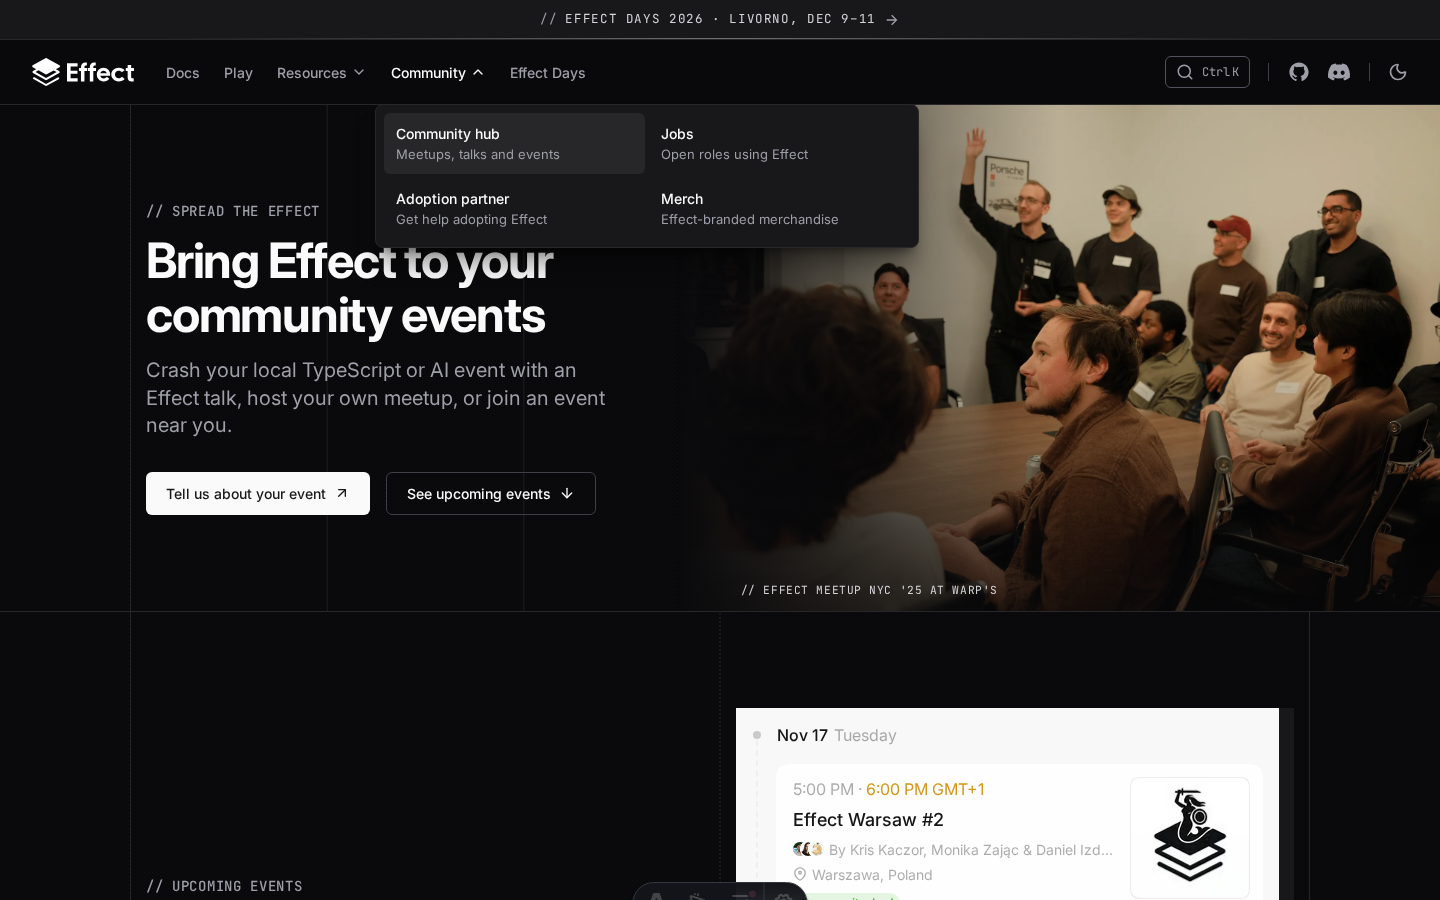 // EFFECT DAYS 2026 · LIVORNO, DEC 9–11 →
Effect
Docs
Play
Resources
Community
Effect Days
Ctrl K
Community hub
Meetups, talks and events
Jobs
Open roles using Effect
Adoption partner
Get help adopting Effect
Merch
Effect-branded merchandise
Porsche
// SPREAD THE EFFECT
Bring Effect to your
community events
Crash your local TypeScript or AI event with an
Effect talk, host your own meetup, or join an event
near you.
Tell us about your event
See upcoming events
// EFFECT MEETUP NYC '25 AT WARP'S
// UPCOMING EVENTS
Nov 17 Tuesday
5:00 PM · 6:00 PM GMT+1
Effect Warsaw #2
By Kris Kaczor, Monika Zając & Daniel Izd...
Warszawa, Poland